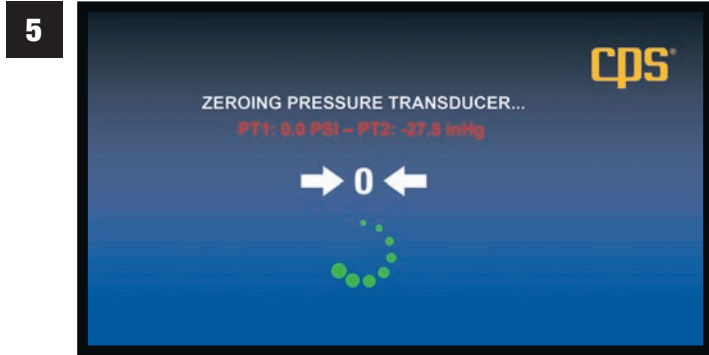 5
cps®
ZEROING PRESSURE TRANSDUCER...
PT1: 0.0 PSI – PT2: -27.5 inHg
0